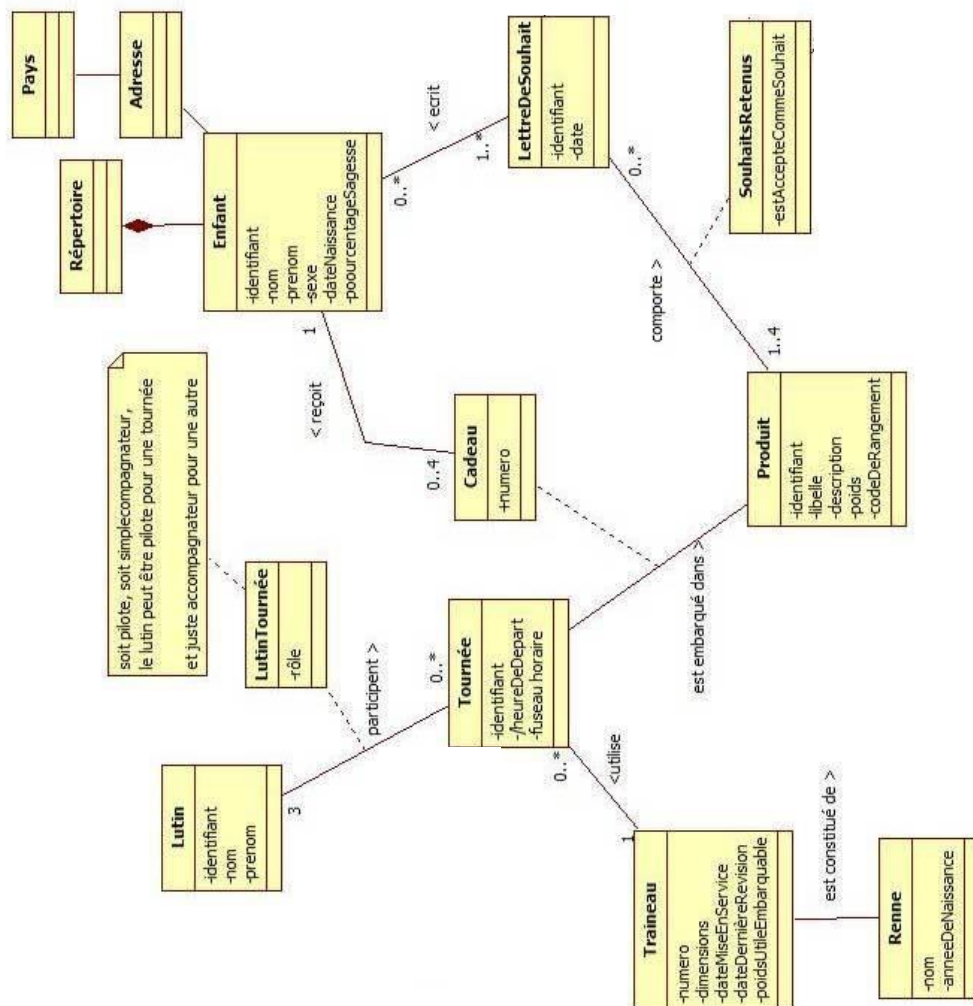 Pays
Adresse
Répertoire
Enfant
-identifiant
-nom
-prenom
-sexe
-dateNaissance
-poourcentageSagesse
0..*
< ecrit
1..*
LettreDeSouhait
-identifiant
-date
0..*
SouhaitsRetenus
-estAccepteCommeSouhait
comporte >
1..4
Produit
-identifiant
-libelle
-description
-poids
-codeDeRangement
1
< reçoit
0..4
Cadeau
+numero
est embarqué dans >
soit pilote, soit simplecompagnateur,
le lutin peut être pilote pour une tournée
et juste accompagnateur pour une autre
LutinTournée
-rôle
Lutin
-identifiant
-nom
-prenom
3
participent >
0..*
Tournée
-identifiant
-/heureDeDepart
-fuseau horaire
0..*
<utilise
1
Traineau
-numero
-dimensions
-dateMiseEnService
-dateDernièreRevision
-poidsUtileEmbarquable
est constitué de >
Renne
-nom
-anneeDeNaissance